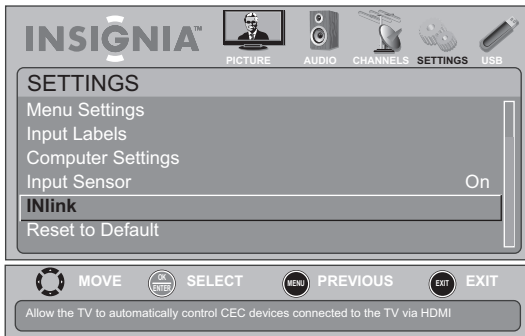 INSIGNIA™
PICTURE AUDIO CHANNELS SETTINGS USB
SETTINGS
Menu Settings
Input Labels
Computer Settings
Input Sensor On
INlink
Reset to Default
MOVE OK ENTER SELECT MENU PREVIOUS EXIT EXIT
Allow the TV to automatically control CEC devices connected to the TV via HDMI